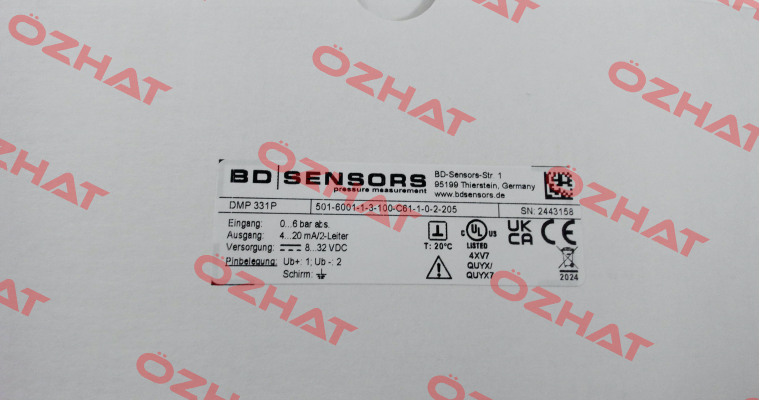 ÖZHAT
ÖZHAT
ÖZHAT
ÖZHAT
ÖZHAT
BD SENSORS
pressure measurement
BD-Sensors-Str. 1
95199 Thierstein, Germany
www.bdsensors.de
DMP 331P 501-6001-1-3-100-C61-1-0-2-205 SN: 2443158
Eingang: 0...6 bar abs.
Ausgang: 4...20 mA/2-Leiter
Versorgung: 8...32 VDC
Pinbelegung: Ub+: 1; Ub -: 2
Schirm:
T: 20°C
C UL US
LISTED
4XV7
QUYX/
QUYX7
UK
CA
CE
2024
ÖZHAT
ÖZHAT
ÖZHAT
ÖZHAT